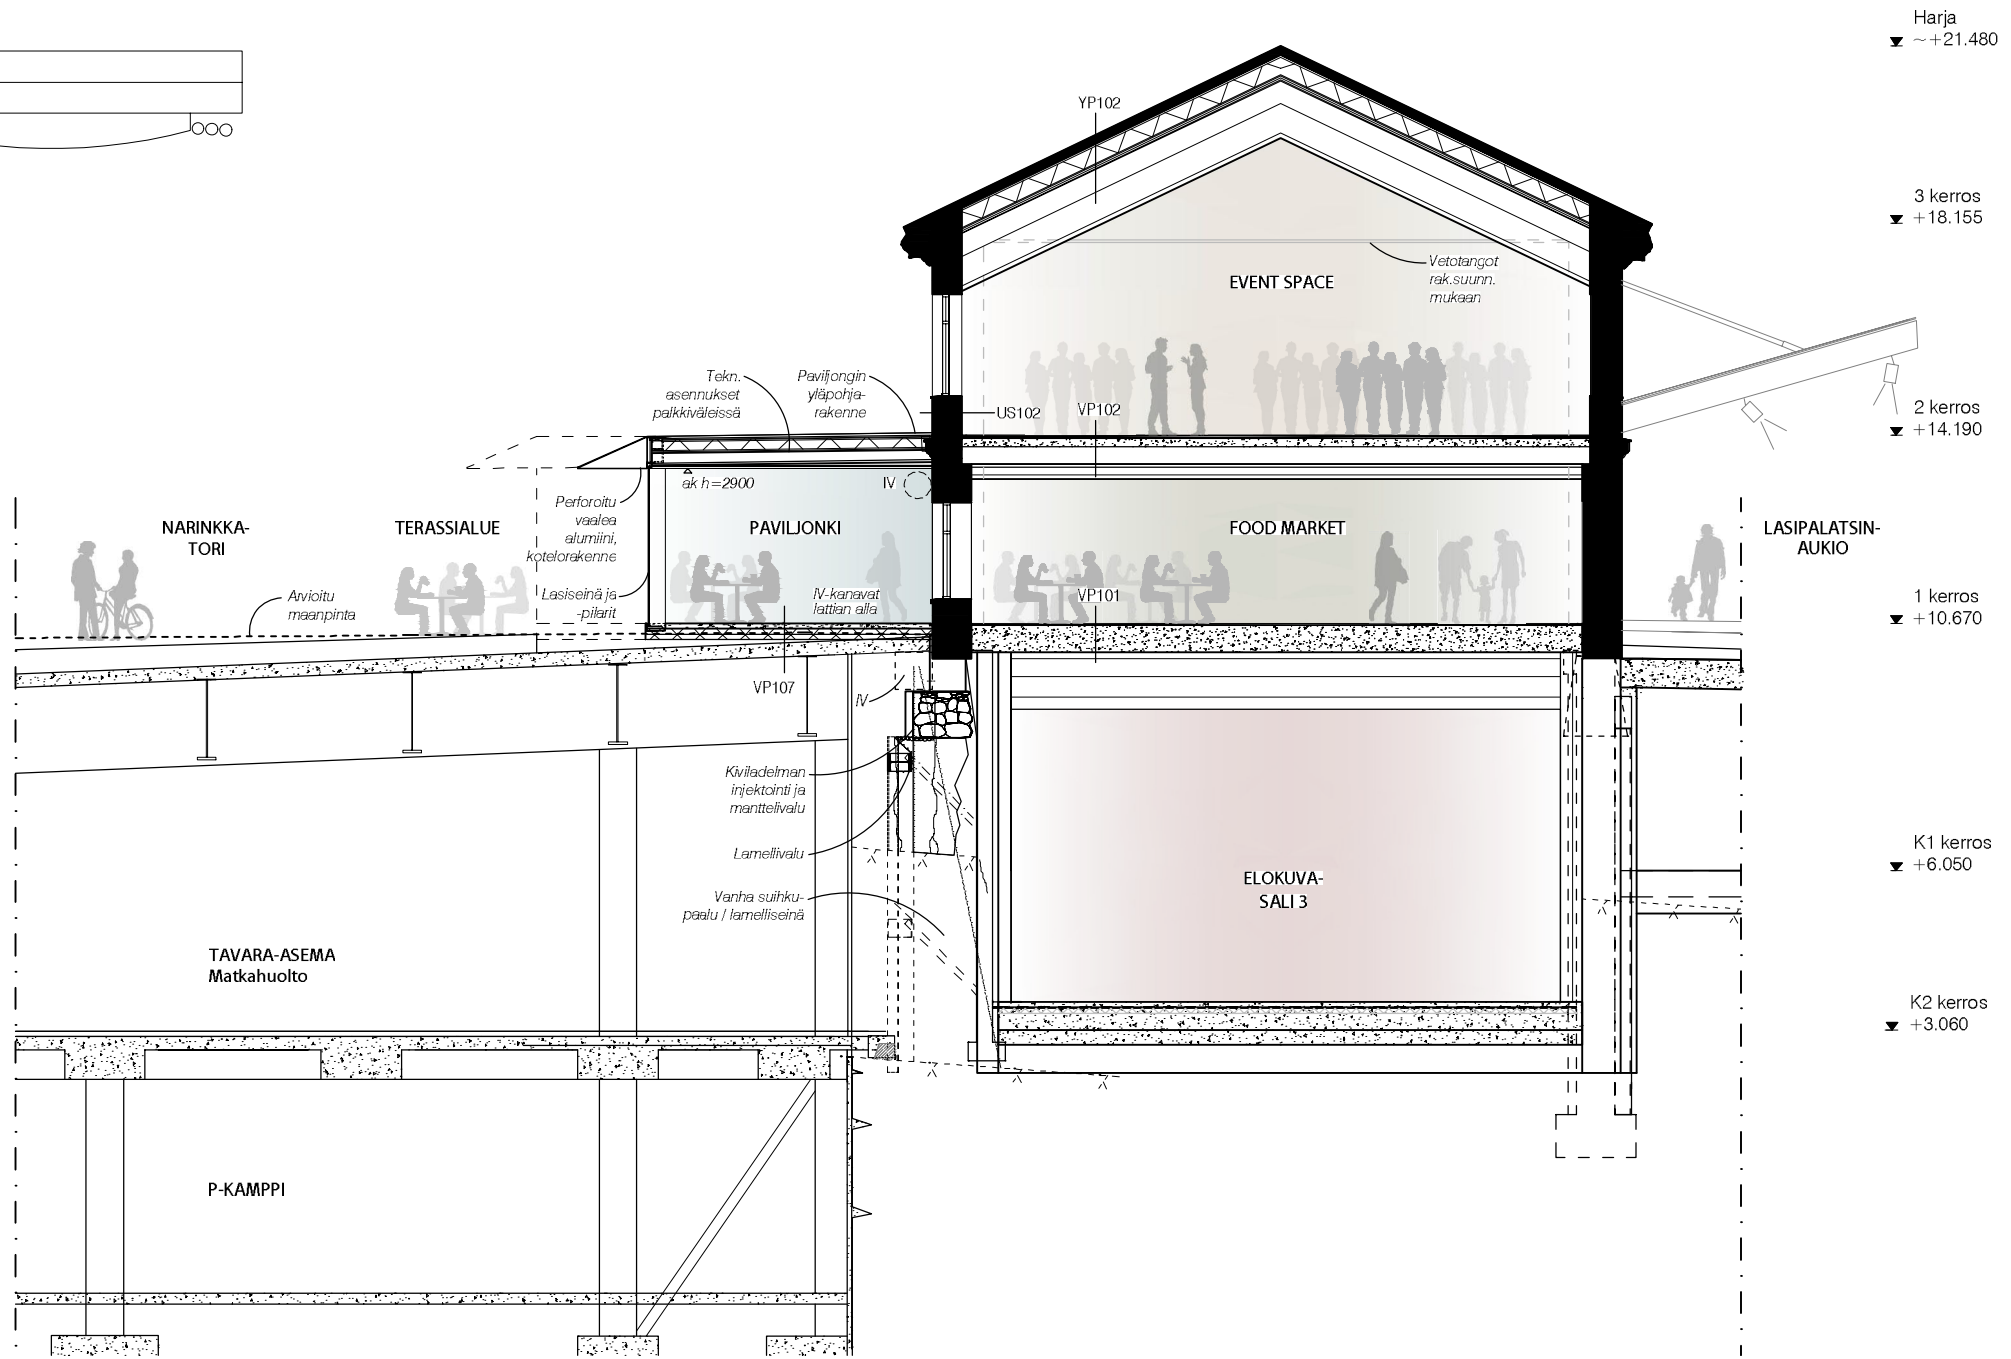 Harja
~+21.480
YP102
3 kerros
+18.155
Vetotangot
rak.suunn.
mukaan
EVENT SPACE
Tekn.
asennukset
palkkiväleissä
Paviljongin
yläpohja-
rakenne
US102
VP102
2 kerros
+14.190
ak h=2900
IV
Perforoitu
vaalea
alumiini,
kotelorakenne
NARINKKA-
TORI
TERASSIALUE
PAVILJONKI
FOOD MARKET
LASIPALATSIN-
AUKIO
Arvioitu
maanpinta
Lasiseinä ja
-pilarit
IV-kanavat
lattian alla
VP101
1 kerros
+10.670
VP107
IV
Kiviladelman
injektointi ja
manttelivalu
Lamellivalu
K1 kerros
+6.050
Vanha suihku-
paalu / lamelliseinä
ELOKUVA-
SALI 3
TAVARA-ASEMA
Matkahuolto
K2 kerros
+3.060
P-KAMPPI